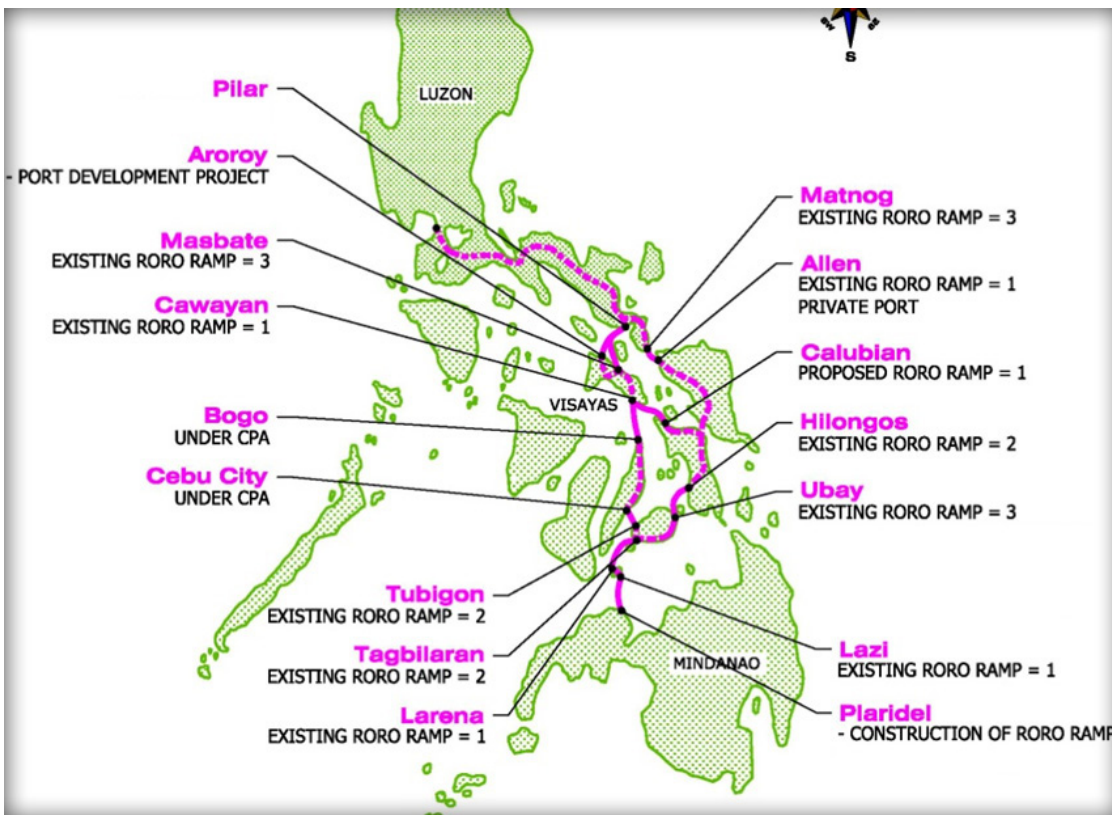 SW
SE
S
LUZON
VISAYAS
MINDANAO
Pilar
Aroroy
- PORT DEVELOPMENT PROJECT
Masbate
EXISTING RORO RAMP = 3
Cawayan
EXISTING RORO RAMP = 1
Bogo
UNDER CPA
Cebu City
UNDER CPA
Tubigon
EXISTING RORO RAMP = 2
Tagbilaran
EXISTING RORO RAMP = 2
Larena
EXISTING RORO RAMP = 1
Matnog
EXISTING RORO RAMP = 3
Allen
EXISTING RORO RAMP = 1
PRIVATE PORT
Calubian
PROPOSED RORO RAMP = 1
Hilongos
EXISTING RORO RAMP = 2
Ubay
EXISTING RORO RAMP = 3
Lazi
EXISTING RORO RAMP = 1
Plaridel
- CONSTRUCTION OF RORO RAMP